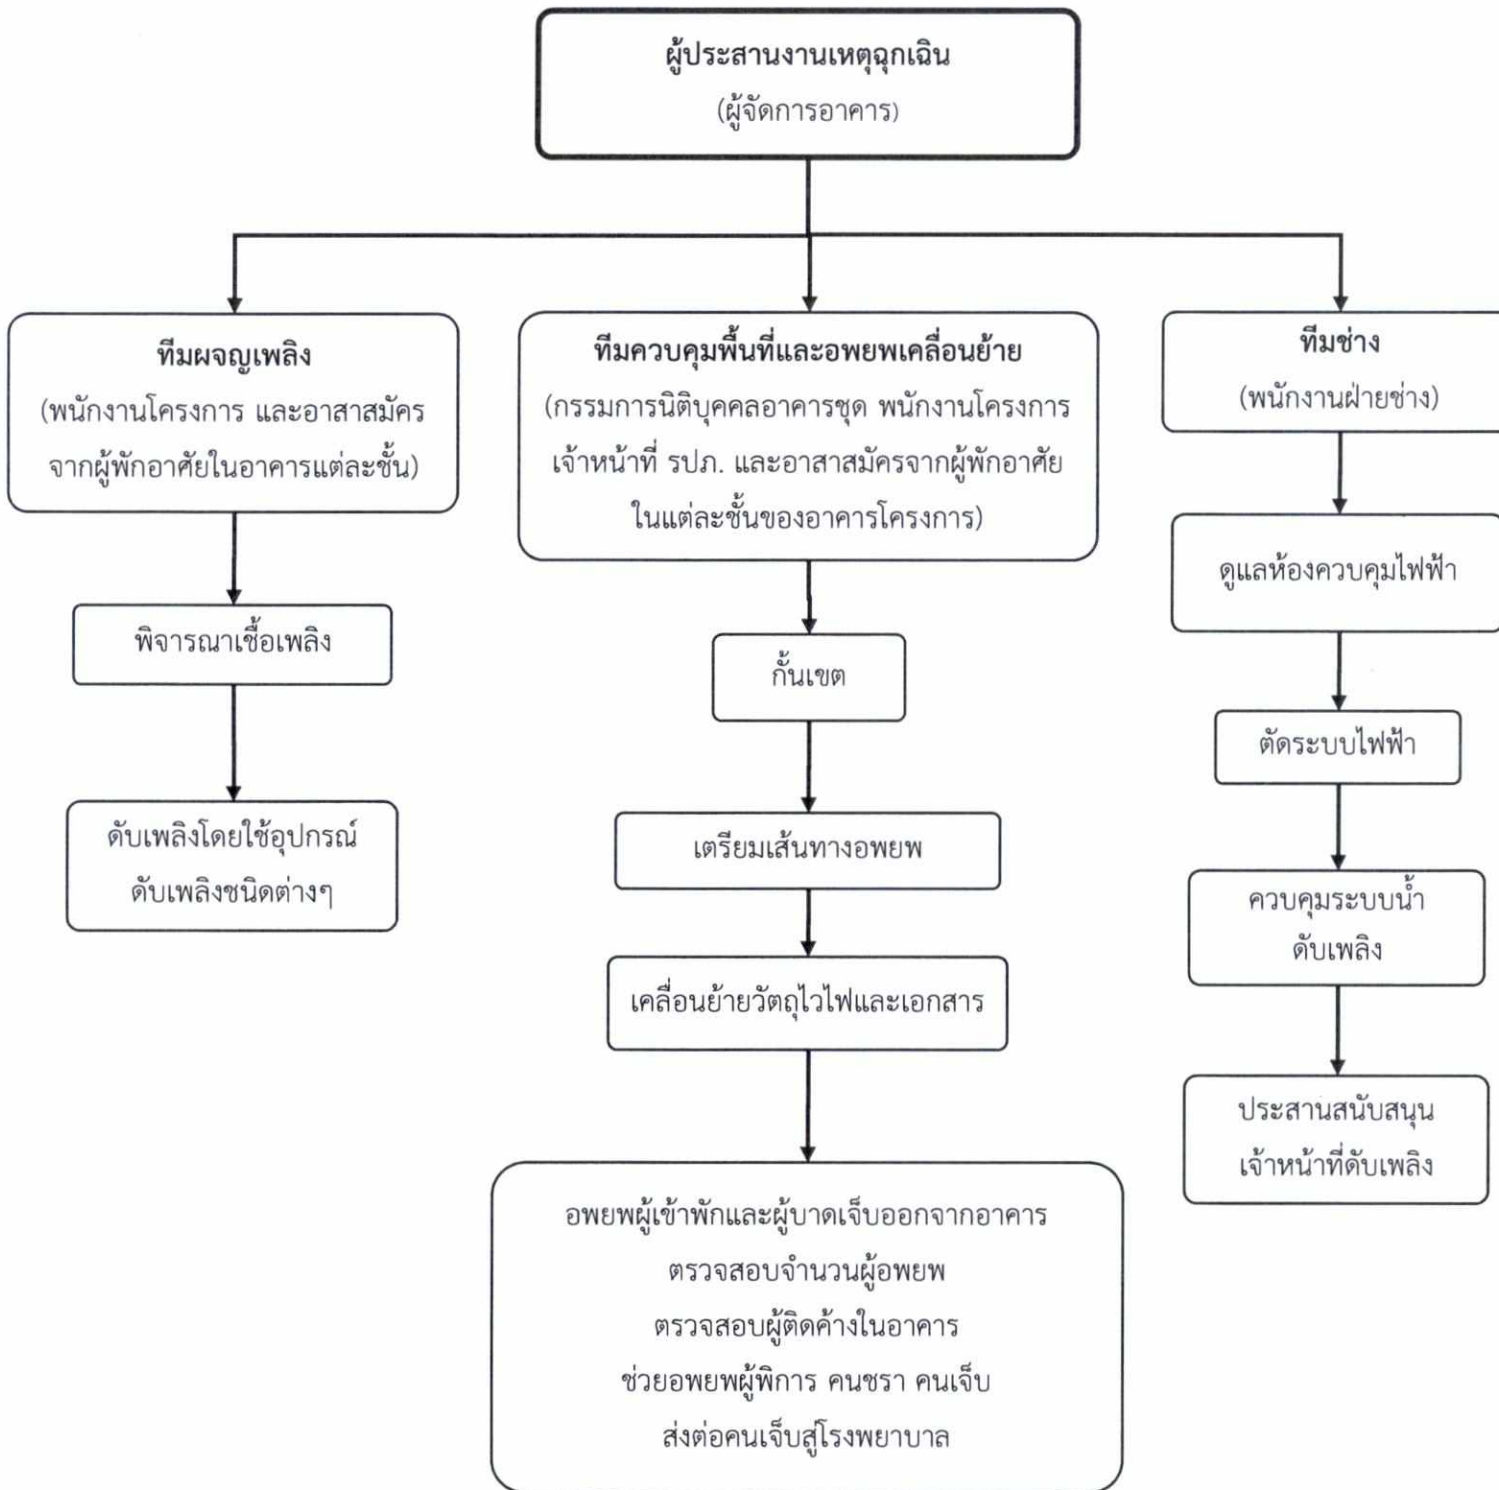 ผู้ประสานงานเหตุฉุกเฉิน
(ผู้จัดการอาคาร)
ทีมผจญเพลิง
(พนักงานโครงการ และอาสาสมัคร
จากผู้พักอาศัยในอาคารแต่ละชั้น)
พิจารณาเชื้อเพลิง
ดับเพลิงโดยใช้อุปกรณ์
ดับเพลิงชนิดต่างๆ
ทีมควบคุมพื้นที่และอพยพเคลื่อนย้าย
(กรรมการนิติบุคคลอาคารชุด พนักงานโครงการ
เจ้าหน้าที่ รปภ. และอาสาสมัครจากผู้พักอาศัย
ในแต่ละชั้นของอาคารโครงการ)
กั้นเขต
เตรียมเส้นทางอพยพ
เคลื่อนย้ายวัตถุไวไฟและเอกสาร
อพยพผู้เข้าพักและผู้บาดเจ็บออกจากอาคาร
ตรวจสอบจำนวนผู้อพยพ
ตรวจสอบผู้ติดค้างในอาคาร
ช่วยอพยพผู้พิการ คนชรา คนเจ็บ
ส่งต่อคนเจ็บสู่โรงพยาบาล
ทีมช่าง
(พนักงานฝ่ายช่าง)
ดูแลห้องควบคุมไฟฟ้า
ตัดระบบไฟฟ้า
ควบคุมระบบน้ำ
ดับเพลิง
ประสานสนับสนุน
เจ้าหน้าที่ดับเพลิง